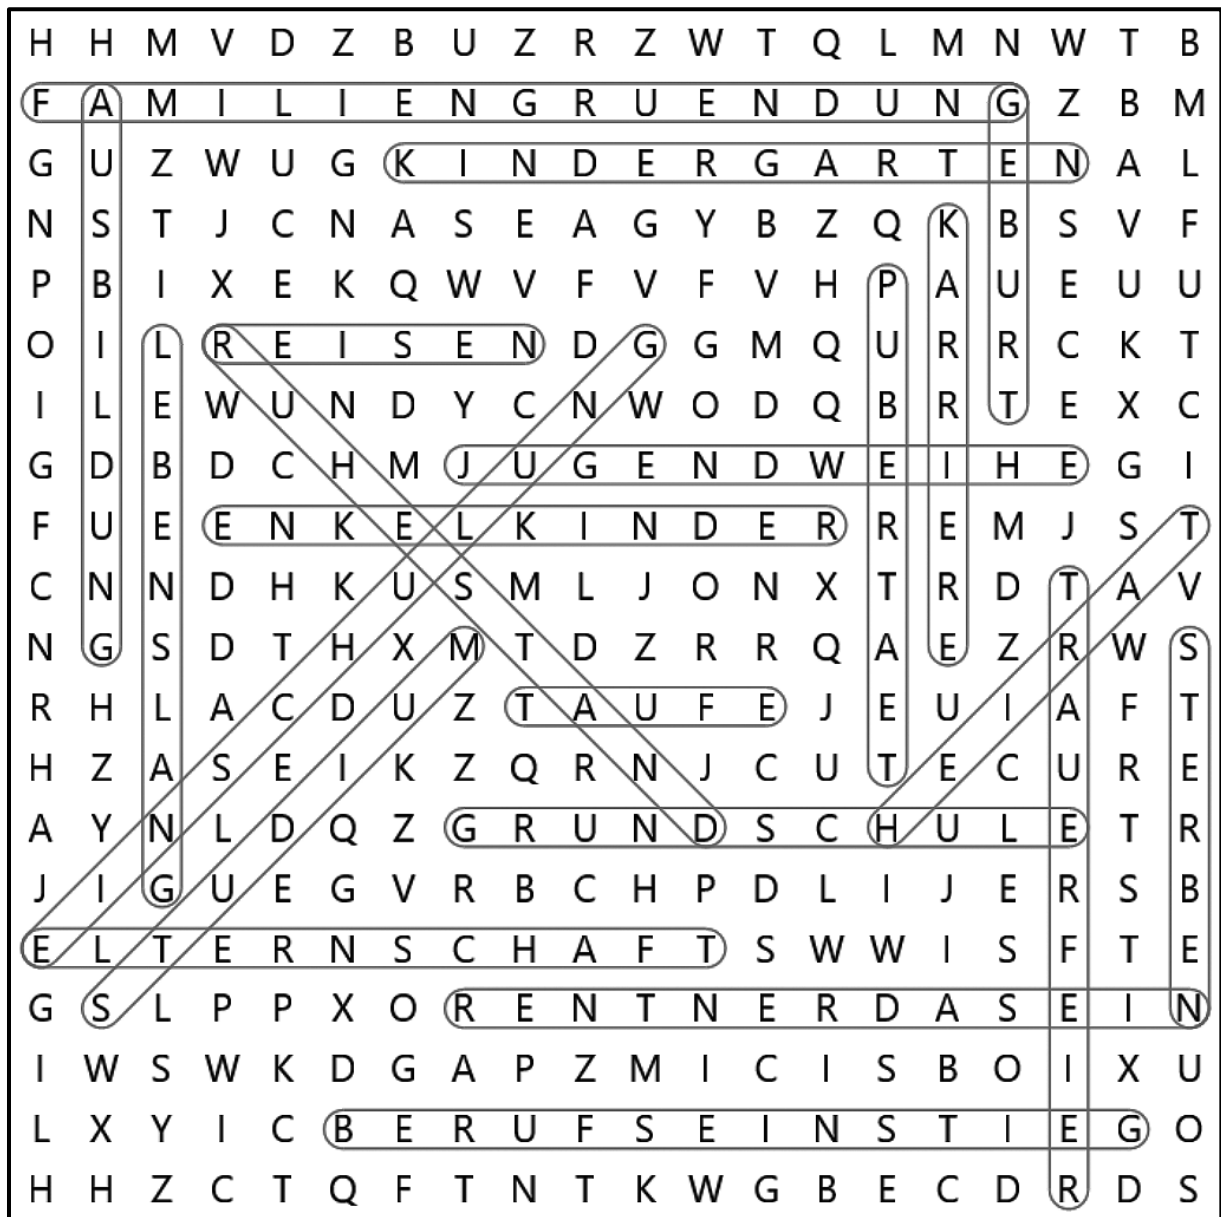 H H M V D Z B U Z R Z W T Q L M N W T B
F A M I L I E N G R U E N D U N G Z B M
G U Z W U G K I N D E R G A R T E N A L
N S T J C N A S E A G Y B Z Q K B S V F
P B I X E K Q W V F V F V H P A U E U U
O I L R E I S E N D G G M Q U R R C K T
I L E W U N D Y C N W O D Q B R T E X C
G D B D C H M J U G E N D W E I H E G I
F U E E N K E L K I N D E R R E M J S T
C N N D H K U S M L J O N X T R D T A V
N G S D T H X M T D Z R R Q A E Z R W S
R H L A C D U Z T A U F E J E U I A F T
H Z A S E I K Z Q R N J C U T E C U R E
A Y N L D Q Z G R U N D S C H U L E T R
J I G U E G V R B C H P D L I J E R S B
E L T E R N S C H A F T S W W I S F T E
G S L P P X O R E N T N E R D A S E I N
I W S W K D G A P Z M I C I S B O I X U
L X Y I C B E R U F S E I N S T I E G O
H H Z C T Q F T N T K W G B E C D R D S